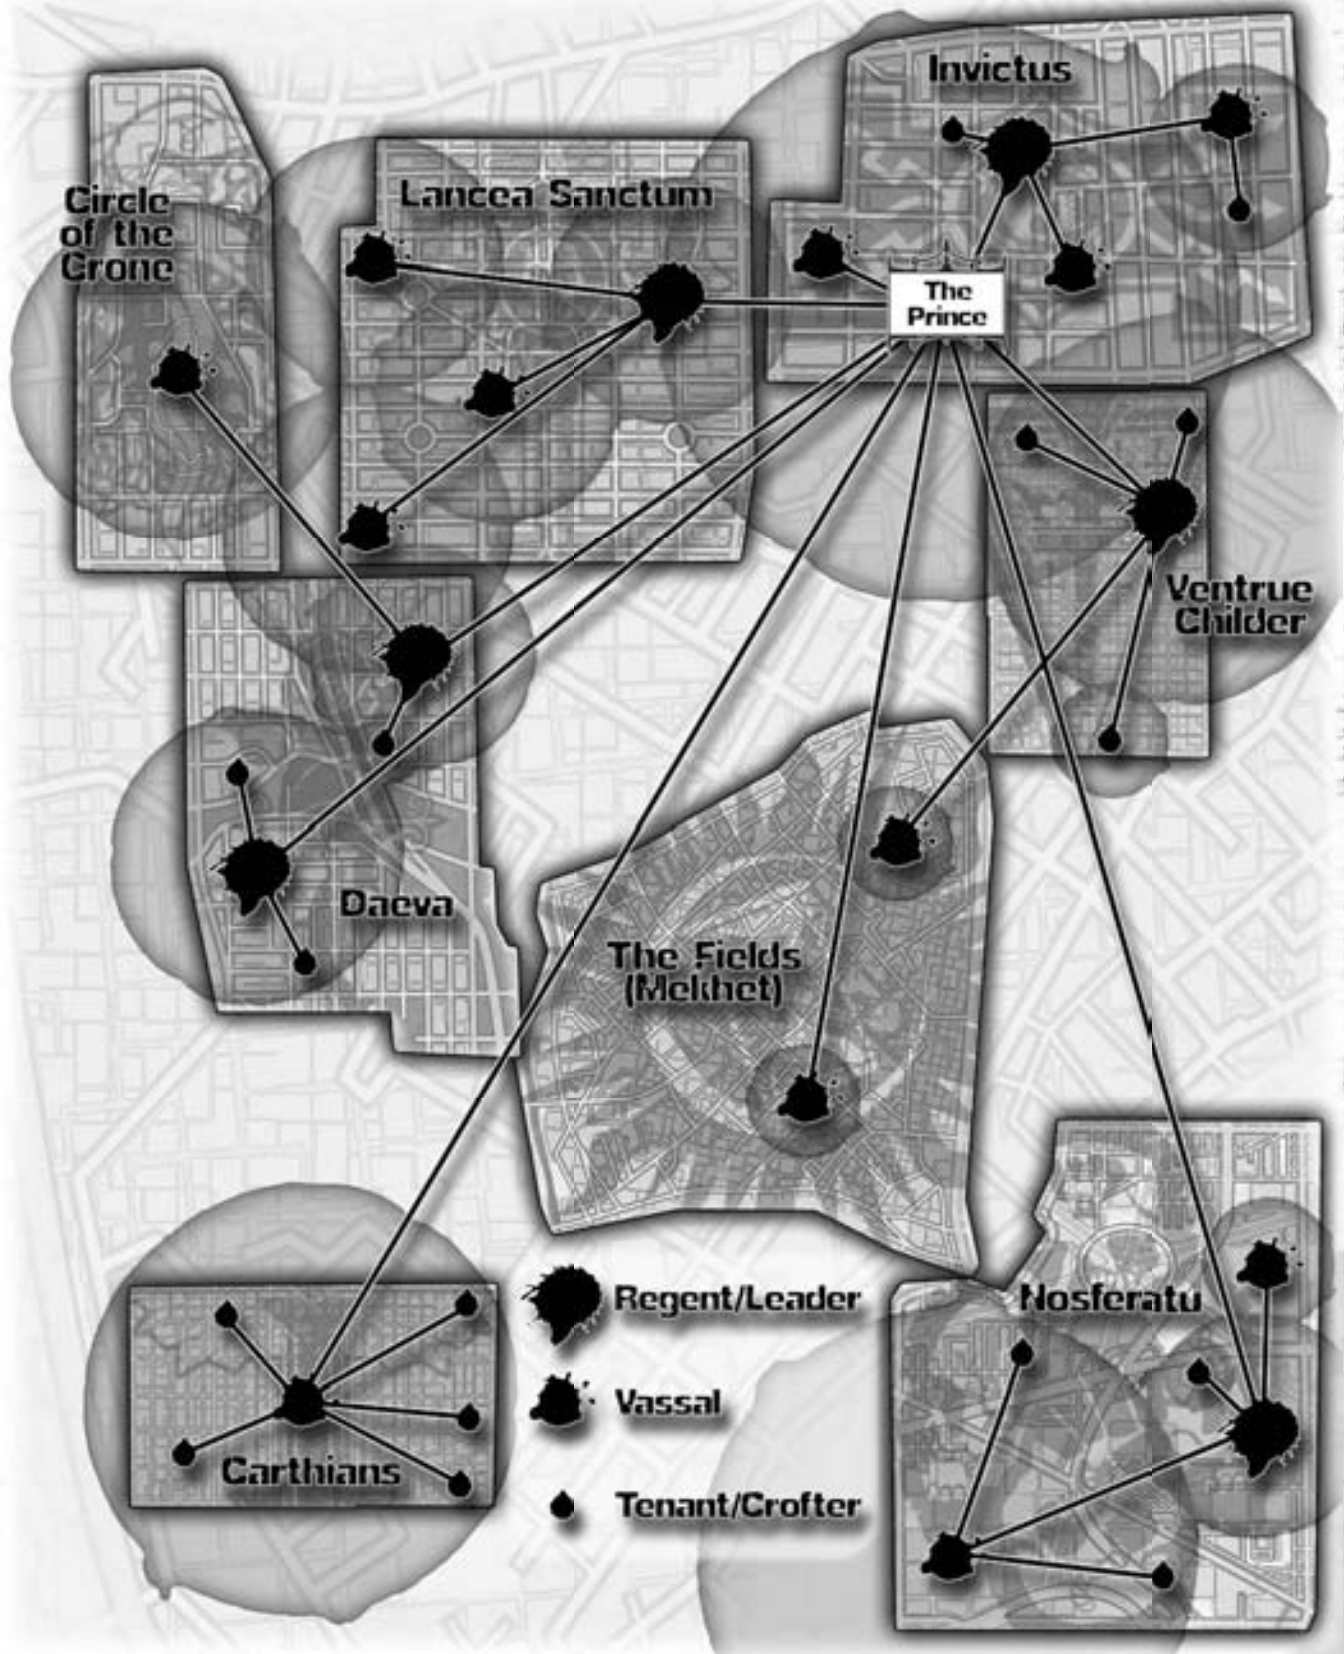 Invictus
Circle
of the
Crone
Lancea Sanctum
The
Prince
Ventrue
Childer
Daeva
The Fields
(Mekhet)
Regent/Leader
Nosferatu
Vassal
Carthians
Tenant/Crofter